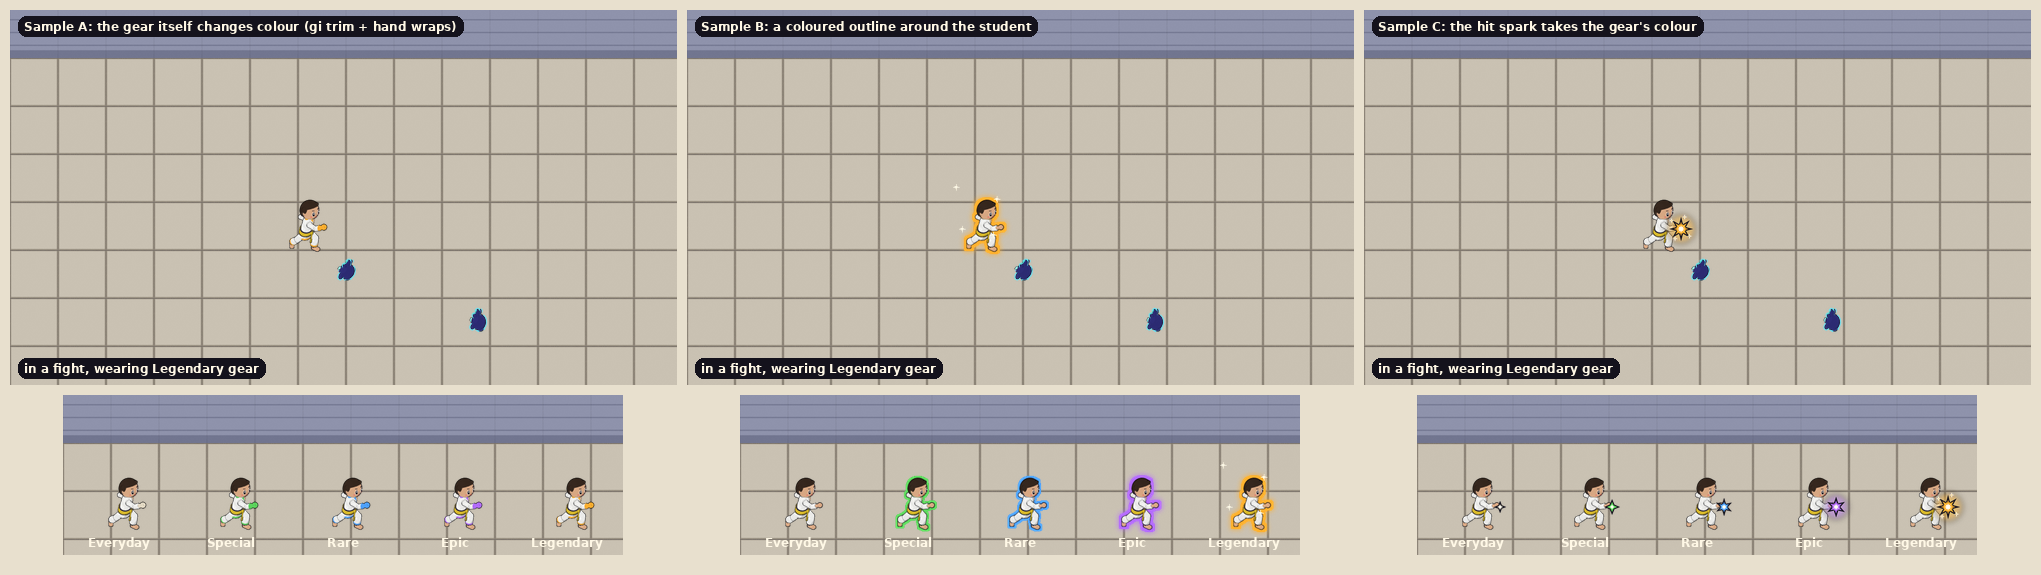 Sample A: the gear itself changes colour (gi trim + hand wraps)
Sample B: a coloured outline around the student
Sample C: the hit spark takes the gear's colour
in a fight, wearing Legendary gear
in a fight, wearing Legendary gear
in a fight, wearing Legendary gear
Everyday Special Rare Epic Legendary
Everyday Special Rare Epic Legendary
Everyday Special Rare Epic Legendary